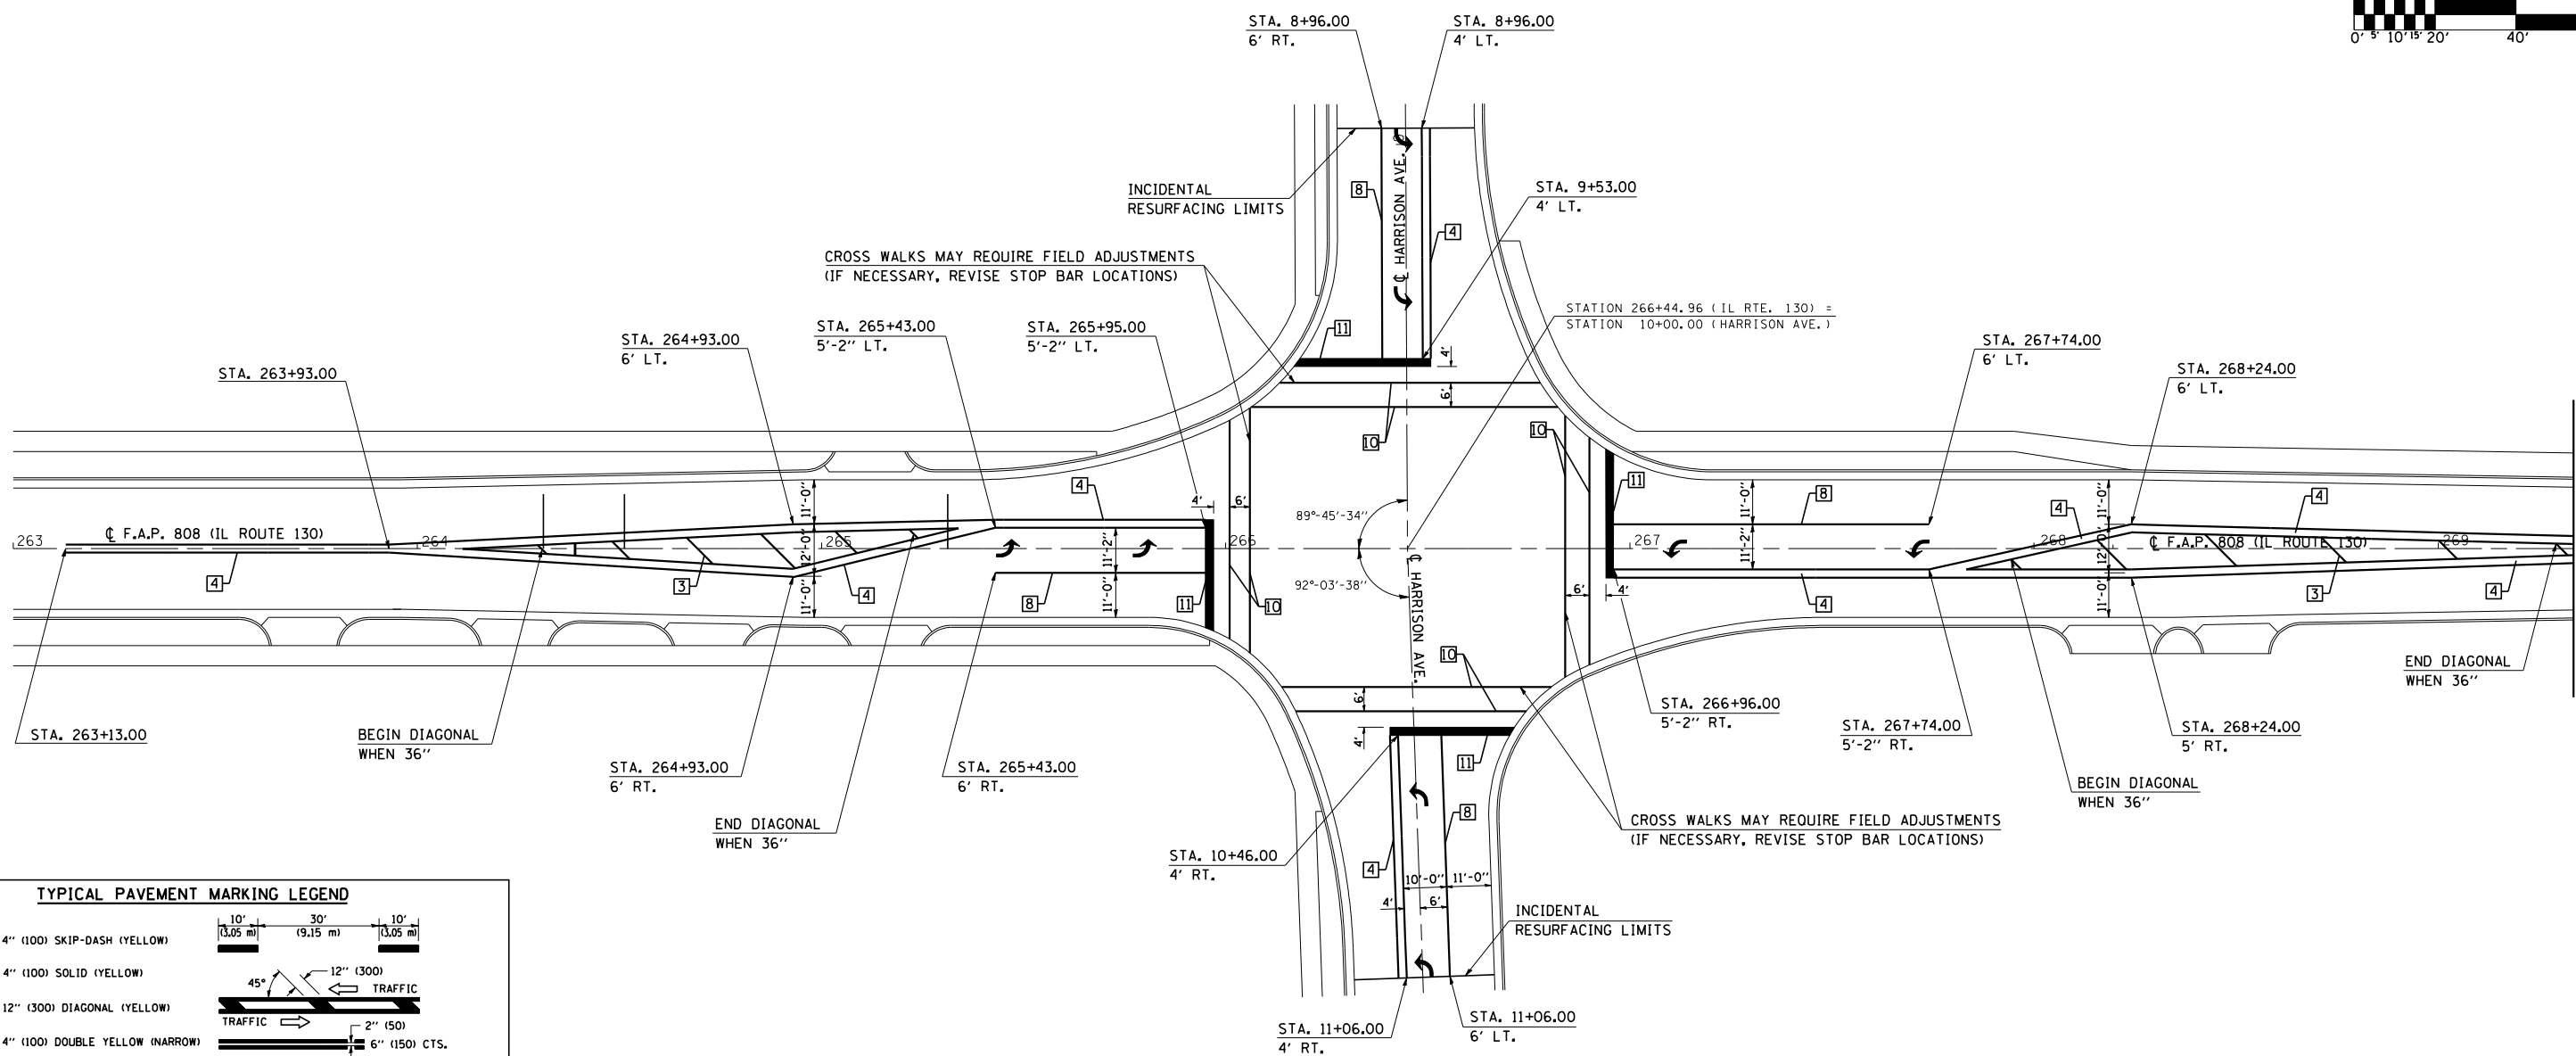 STA. 8+96.00
6' RT.
STA. 8+96.00
4' LT.
0' 5' 10' 15' 20' 40'
INCIDENTAL
RESURFACING LIMITS
8
℄ HARRISON AVE.
4
STA. 9+53.00
4' LT.
CROSS WALKS MAY REQUIRE FIELD ADJUSTMENTS
(IF NECESSARY, REVISE STOP BAR LOCATIONS)
STATION 266+44.96 (IL RTE. 130) =
STATION 10+00.00 (HARRISON AVE.)
STA. 263+93.00
STA. 264+93.00
6' LT.
STA. 265+43.00
5'-2" LT.
STA. 265+95.00
5'-2" LT.
11
4'
6'
10
10
STA. 267+74.00
6' LT.
STA. 268+24.00
6' LT.
263
℄ F.A.P. 808 (IL ROUTE 130)
4
264
3
265
11'-0"
12'-0"
11'-0"
4
4
11'-2"
11'-0"
8
4'
6'
11
10
266
89°-45'-34"
92°-03'-38"
℄ HARRISON AVE.
11
267
11'-0"
11'-2"
8
4
6'
4'
268
4
11'-0"
12'-0"
11'-0"
4
℄ F.A.P. 808 (IL ROUTE 130)
269
3
4
STA. 263+13.00
BEGIN DIAGONAL
WHEN 36"
STA. 264+93.00
6' RT.
END DIAGONAL
WHEN 36"
STA. 265+43.00
6' RT.
10
6'
4'
11
STA. 266+96.00
5'-2" RT.
STA. 267+74.00
5'-2" RT.
STA. 268+24.00
5' RT.
END DIAGONAL
WHEN 36"
BEGIN DIAGONAL
WHEN 36"
CROSS WALKS MAY REQUIRE FIELD ADJUSTMENTS
(IF NECESSARY, REVISE STOP BAR LOCATIONS)
STA. 10+46.00
4' RT.
4
8
10'-0" 11'-0"
4' 6'
INCIDENTAL
RESURFACING LIMITS
STA. 11+06.00
4' RT.
STA. 11+06.00
6' LT.
TYPICAL PAVEMENT MARKING LEGEND
10' 30' 10'
(3.05 m) (9.15 m) (3.05 m)
4" (100) SKIP-DASH (YELLOW)
4" (100) SOLID (YELLOW)
45°
12" (300)
TRAFFIC
12" (300) DIAGONAL (YELLOW)
TRAFFIC
2" (50)
4" (100) DOUBLE YELLOW (NARROW)
6" (150) CTS.